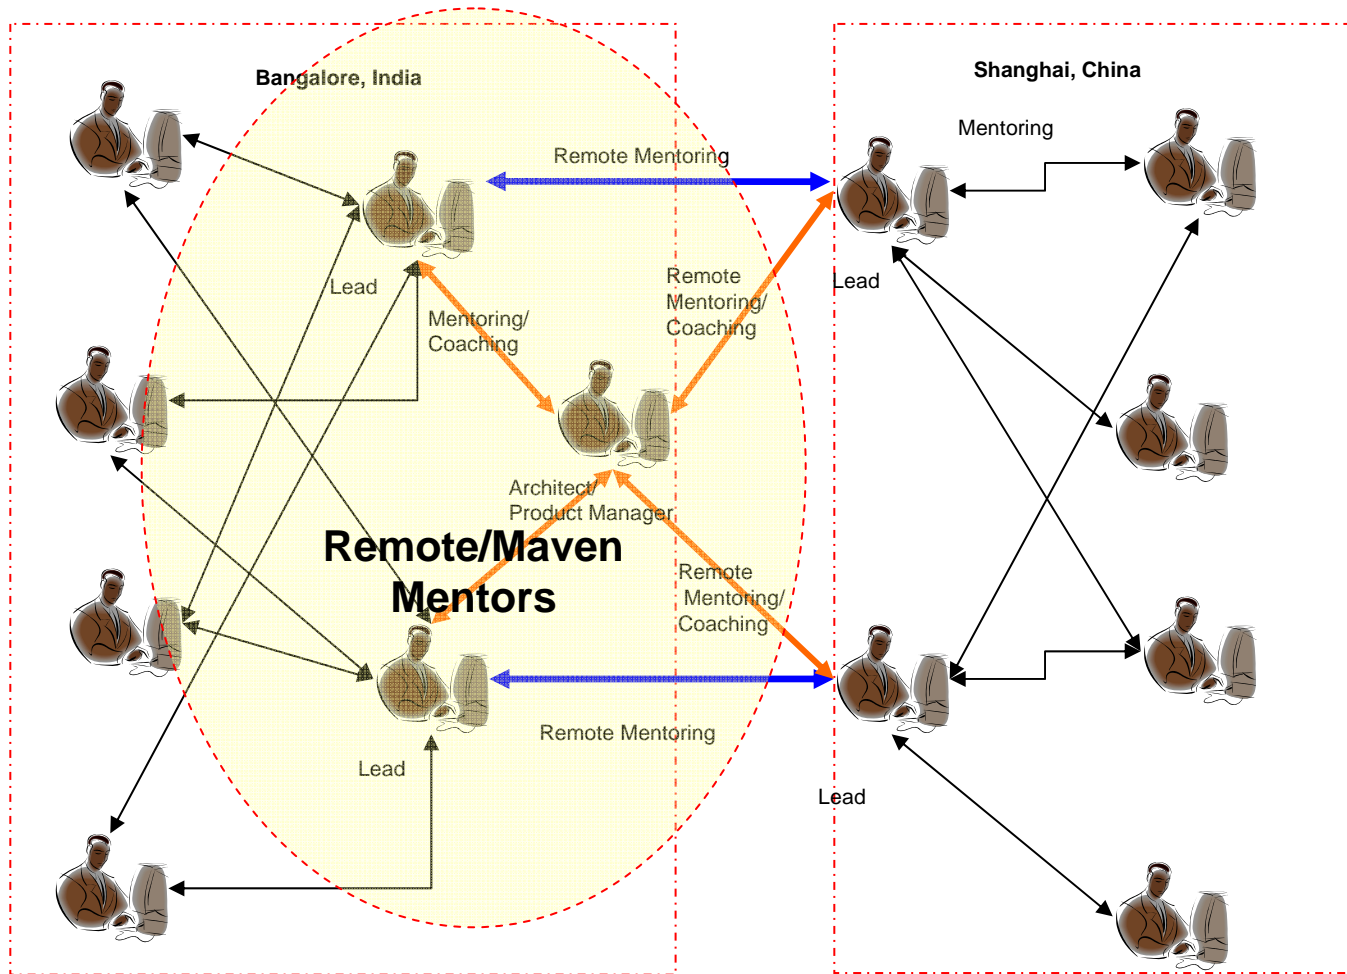 Bangalore, India
Shanghai, China
Mentoring
Remote Mentoring
Lead
Mentoring/
Coaching
Remote
Mentoring/
Coaching
Lead
Architect/
Product Manager
Remote/Maven
Mentors
Remote
Mentoring/
Coaching
Remote Mentoring
Lead
Lead